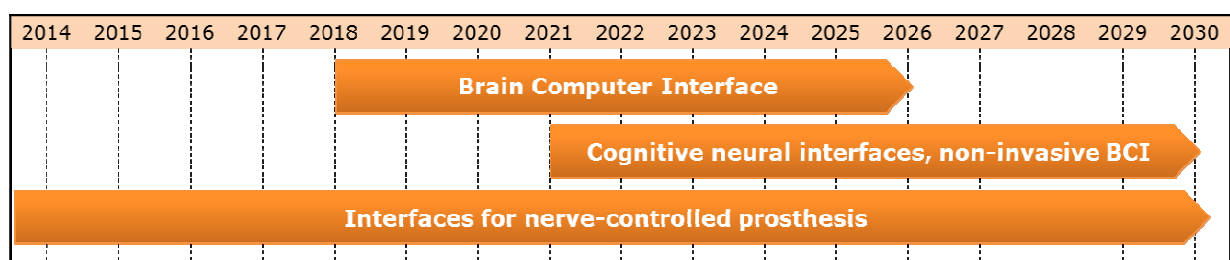 2014 2015 2016 2017 2018 2019 2020 2021 2022 2023 2024 2025 2026 2027 2028 2029 2030
Brain Computer Interface
Cognitive neural interfaces, non-invasive BCI
Interfaces for nerve-controlled prosthesis